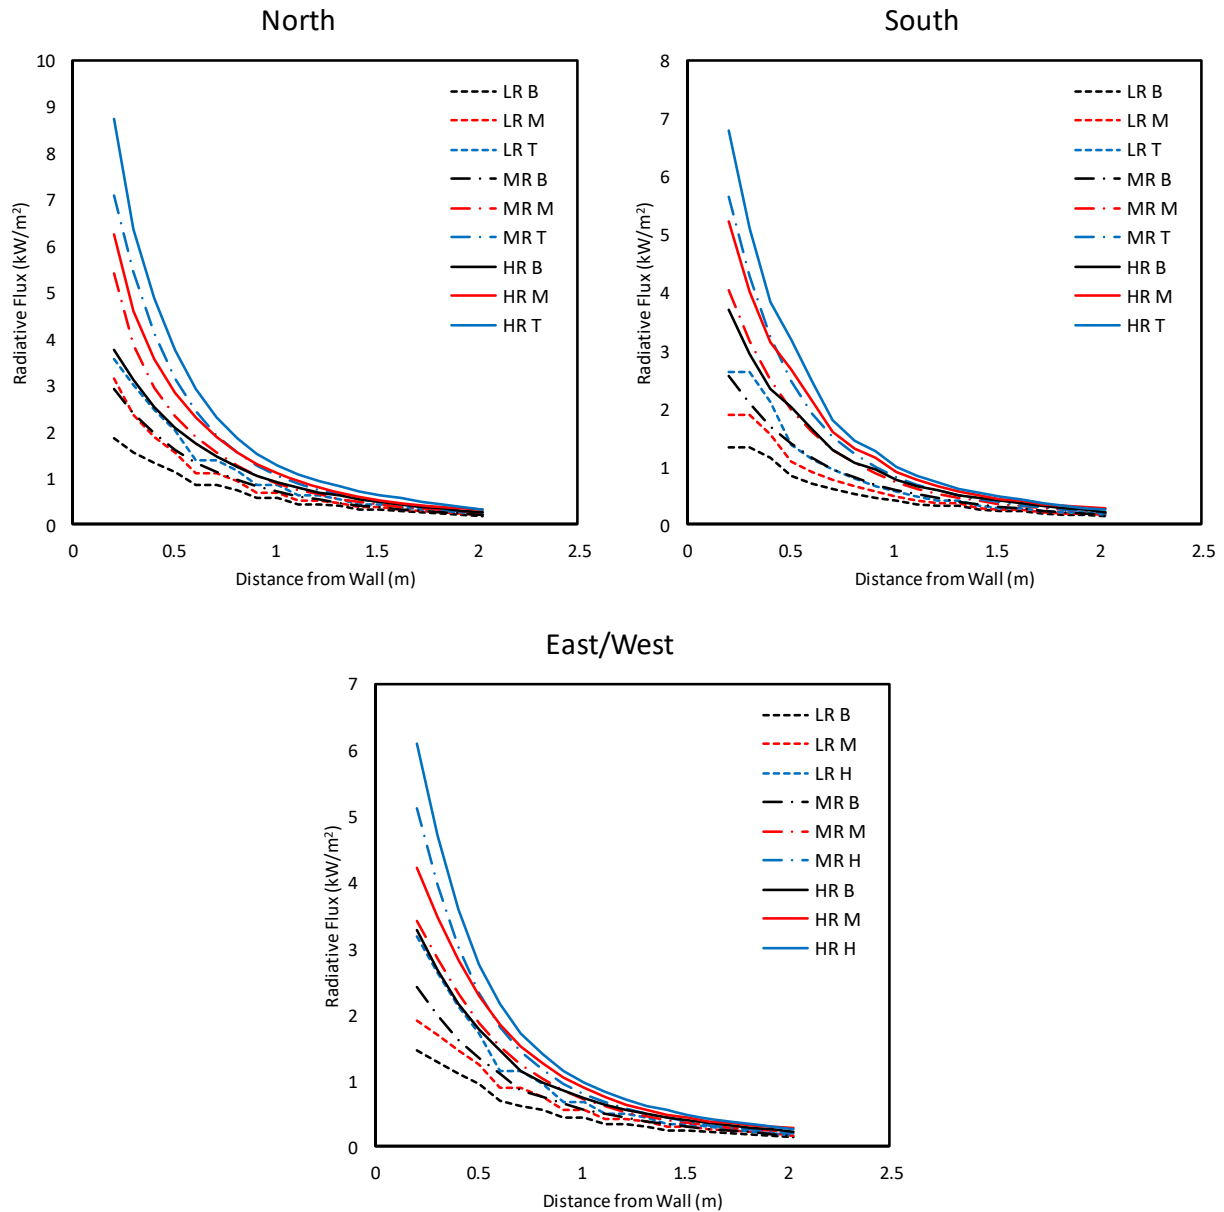 North
10
9
8
7
6
5
4
3
2
1
0
Radiative Flux (kW/m²)
LR B
LR M
LR T
MR B
MR M
MR T
HR B
HR M
HR T
0
0.5
1
1.5
2
2.5
Distance from Wall (m)
South
8
7
6
5
4
3
2
1
0
Radiative Flux (kW/m²)
LR B
LR M
LR T
MR B
MR M
MR T
HR B
HR M
HR T
0
0.5
1
1.5
2
2.5
Distance from Wall (m)
East/West
7
6
5
4
3
2
1
0
Radiative Flux (kW/m²)
LR B
LR M
LR H
MR B
MR M
MR H
HR B
HR M
HR H
0
0.5
1
1.5
2
2.5
Distance from Wall (m)